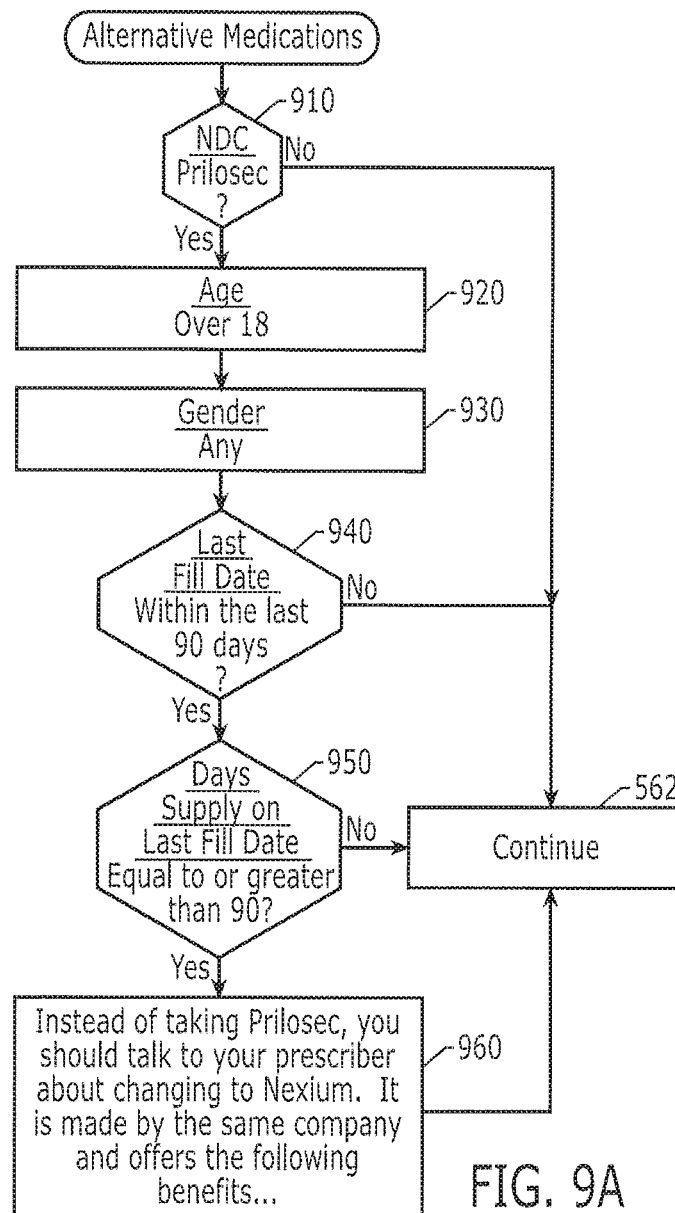 Alternative Medications
910
NDC
Prilosec
?
No
Yes
Age
Over 18
920
Gender
Any
930
940
Last
Fill Date
Within the last
90 days
?
No
Yes
950
Days
Supply on
Last Fill Date
Equal to or greater
than 90?
No
562
Continue
Yes
Instead of taking Prilosec, you
should talk to your prescriber
about changing to Nexium. It
is made by the same company
and offers the following
benefits...
960
FIG. 9A